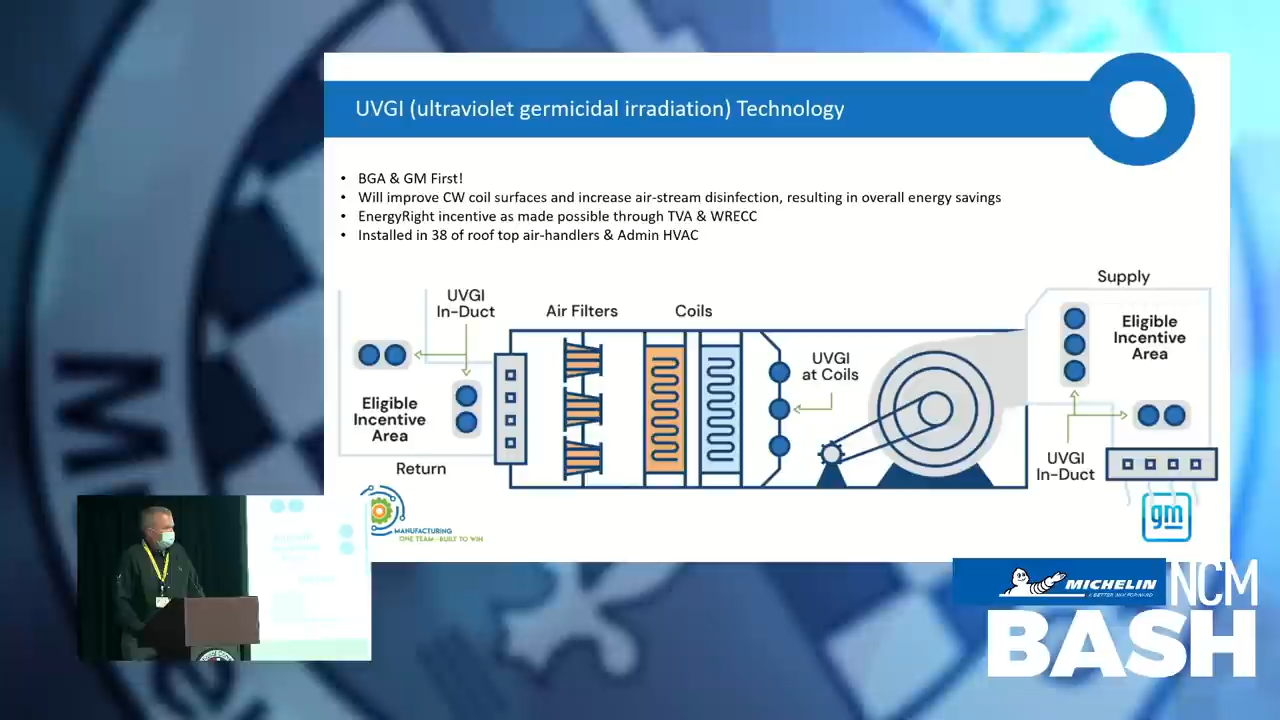 UVGI (ultraviolet germicidal irradiation) Technology
• BGA & GM First!
• Will improve CW coil surfaces and increase air-stream disinfection, resulting in overall energy savings
• EnergyRight incentive as made possible through TVA & WRECC
• Installed in 38 of roof top air-handlers & Admin HVAC
Supply
UVGI
In-Duct
Air Filters
Coils
Eligible
Incentive
Area
UVGI
at Coils
Eligible
Incentive
Area
UVGI
In-Duct
Return
MANUFACTURING
ONE TEAM - BUILT TO WIN
gm
MICHELIN
A BETTER WAY FORWARD
NCM
BASH